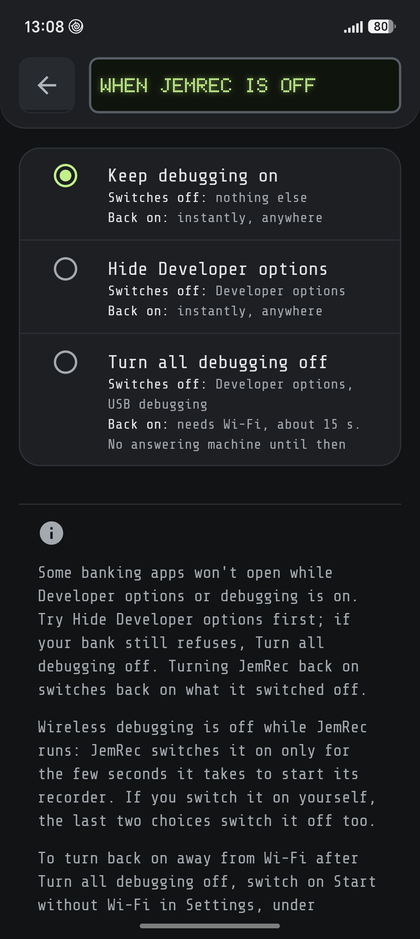 13:08 80
WHEN JEMREC IS OFF
Keep debugging on
Switches off: nothing else
Back on: instantly, anywhere
Hide Developer options
Switches off: Developer options
Back on: instantly, anywhere
Turn all debugging off
Switches off: Developer options,
USB debugging
Back on: needs Wi-Fi, about 15 s.
No answering machine until then
Some banking apps won't open while
Developer options or debugging is on.
Try Hide Developer options first; if
your bank still refuses, Turn all
debugging off. Turning JemRec back on
switches back on what it switched off.
Wireless debugging is off while JemRec
runs: JemRec switches it on only for
the few seconds it takes to start its
recorder. If you switch it on yourself,
the last two choices switch it off too.
To turn back on away from Wi-Fi after
Turn all debugging off, switch on Start
without Wi-Fi in Settings, under